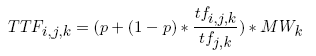 TTF_{i,j,k} = (p + (1 − p) * \frac{tf_{i,j,k}}{tf_{j,k}}) * MW_k